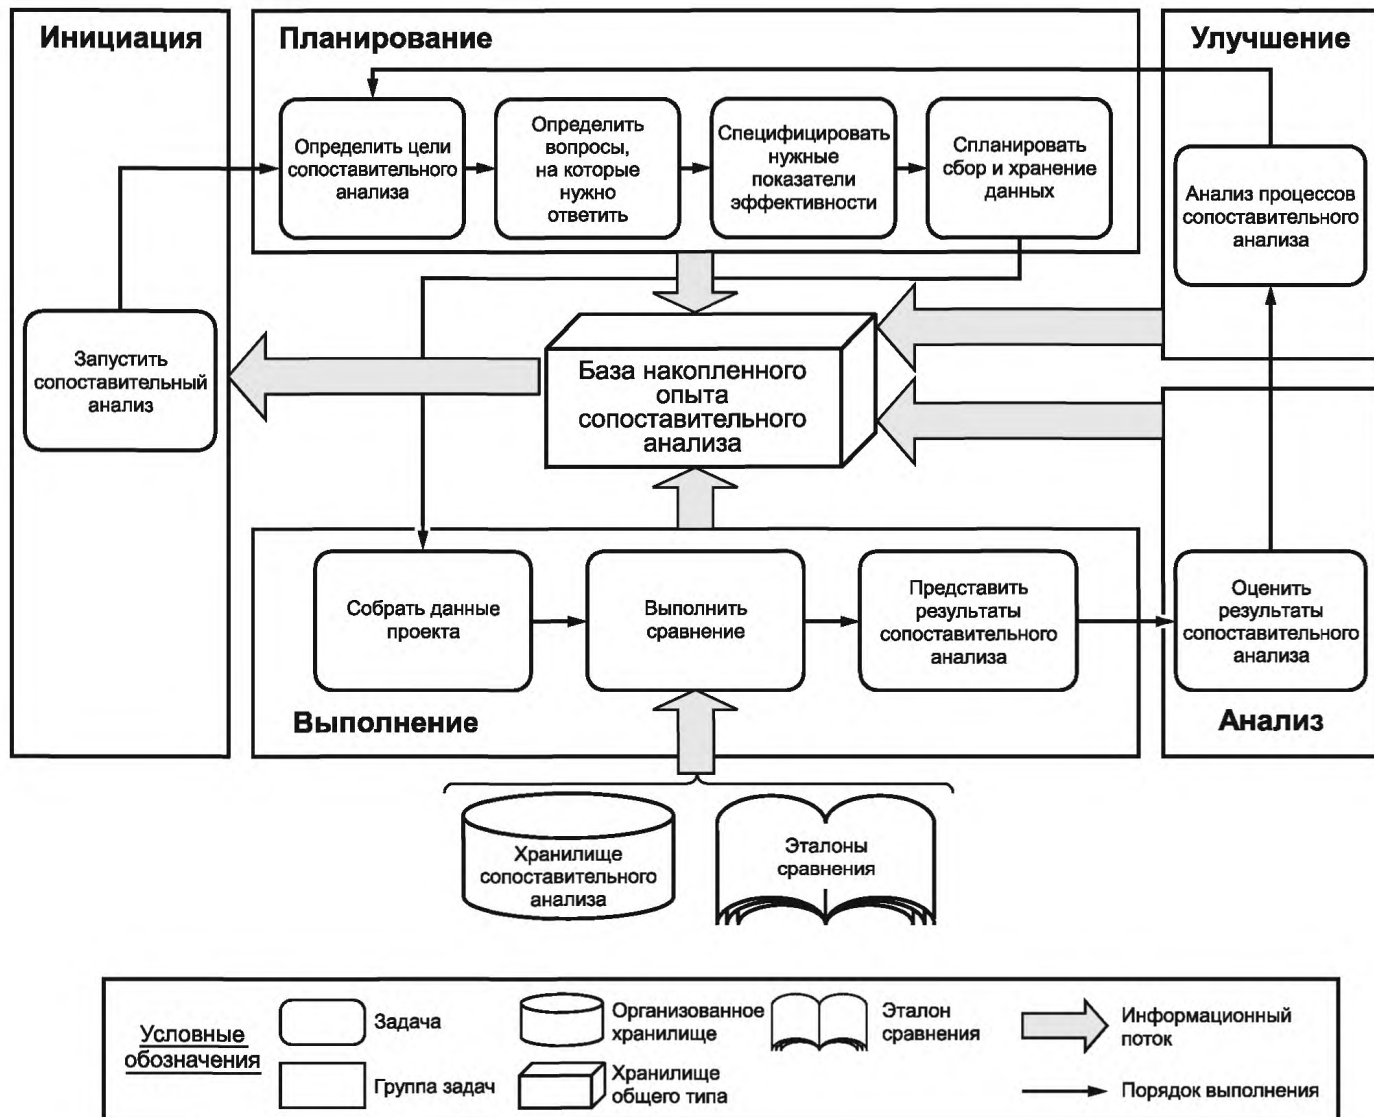 Инициация
Планирование
Улучшение
Определить цели
сопоставительного
анализа
Определить
вопросы,
на которые
нужно
ответить
Специфицировать
нужные
показатели
эффективности
Спланировать
сбор и хранение
данных
Анализ процессов
сопоставительного
анализа
Запустить
сопоставительный
анализ
База накопленного
опыта
сопоставительного
анализа
Собрать данные
проекта
Выполнить
сравнение
Представить
результаты
сопоставительного
анализа
Оценить
результаты
сопоставительного
анализа
Выполнение
Анализ
Хранилище
сопоставительного
анализа
Эталоны
сравнения
Условные
обозначения
Задача
Группа задач
Организованное
хранилище
Хранилище
общего типа
Эталон
сравнения
Информационный
поток
Порядок выполнения